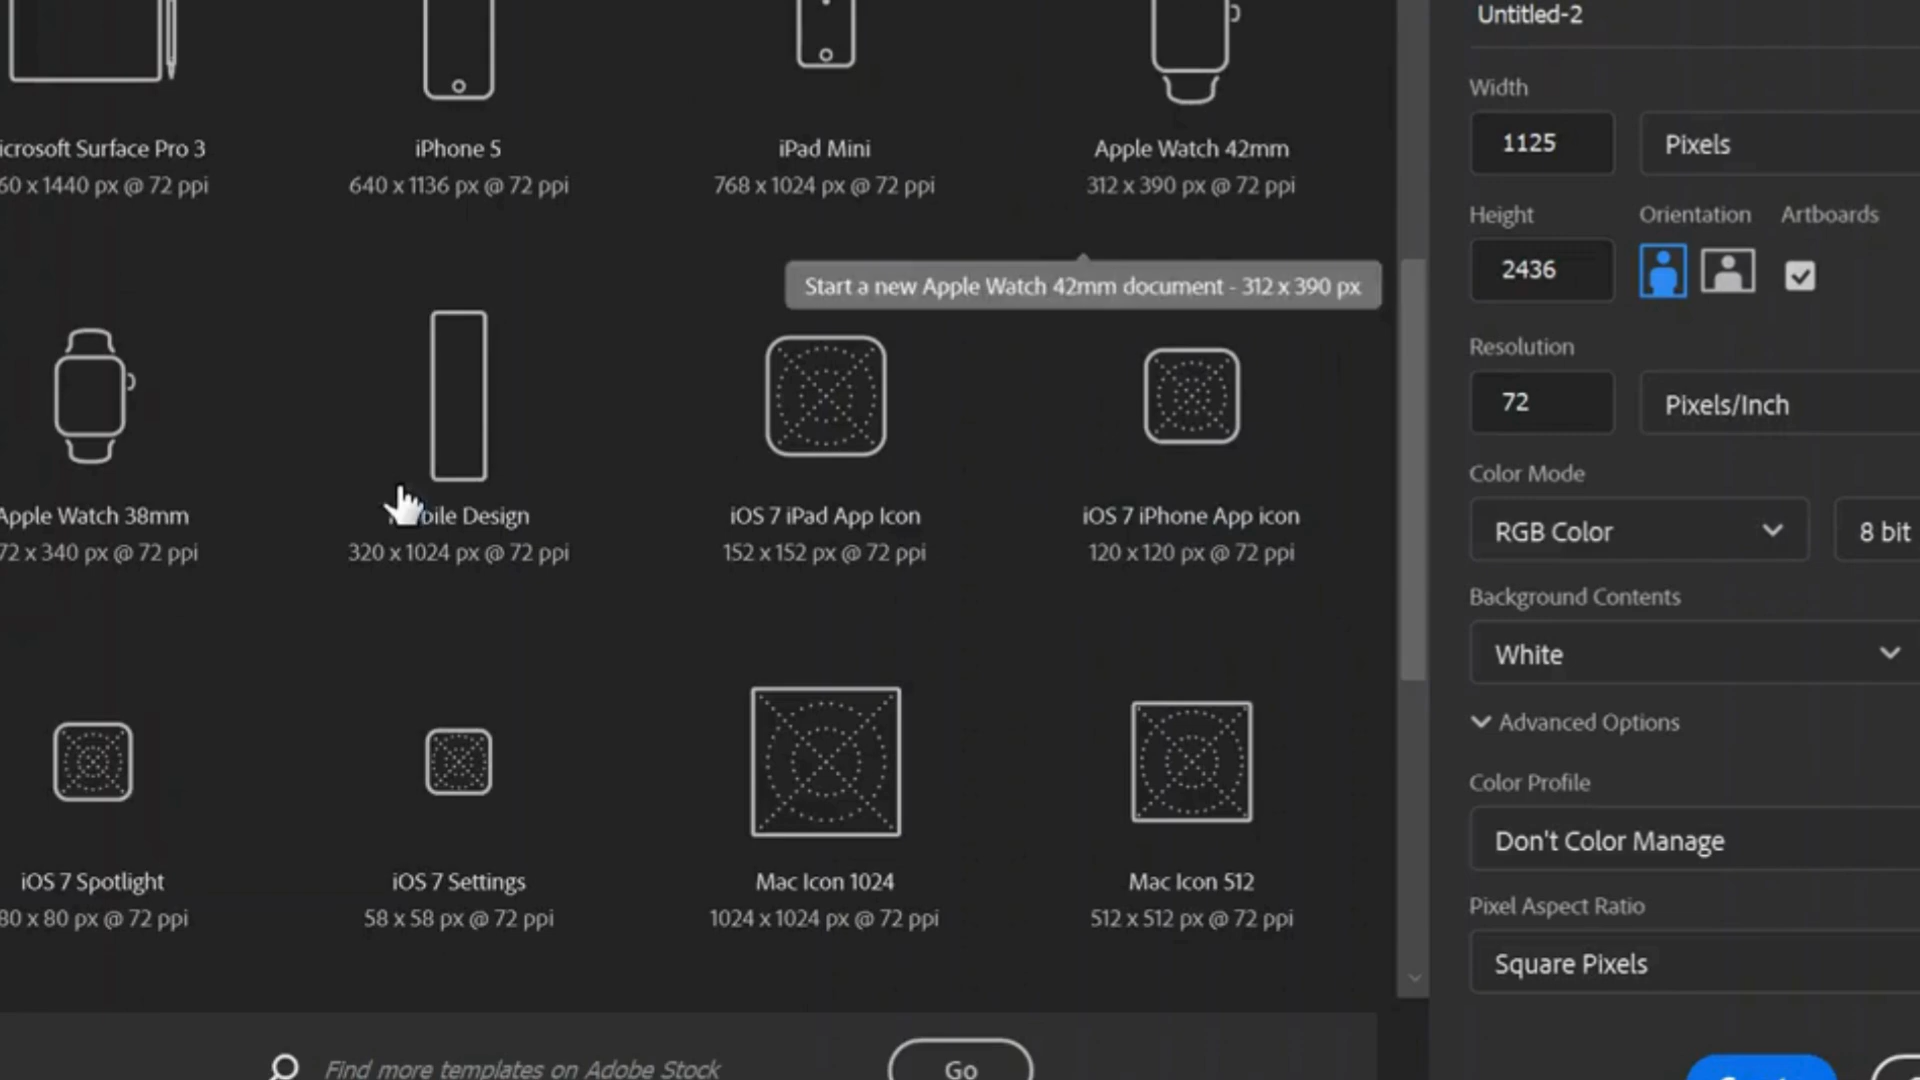 Untitled-2
Width
1125
Pixels
icrosoft Surface Pro 3
iPhone 5
iPad Mini
Apple Watch 42mm
60 x 1440 px @ 72 ppi
640 x 1136 px @ 72 ppi
768 x 1024 px @ 72 ppi
312 x 390 px @ 72 ppi
Height
Orientation
Artboards
2436
Start a new Apple Watch 42mm document - 312 x 390 px
Resolution
72
Pixels/Inch
Color Mode
RGB Color
8 bit
Apple Watch 38mm
bile Design
iOS 7 iPad App Icon
iOS 7 iPhone App icon
72 x 340 px @ 72 ppi
320 x 1024 px @ 72 ppi
152 x 152 px @ 72 ppi
120 x 120 px @ 72 ppi
Background Contents
White
Advanced Options
Color Profile
Don't Color Manage
iOS 7 Spotlight
iOS 7 Settings
Mac Icon 1024
Mac Icon 512
80 x 80 px @ 72 ppi
58 x 58 px @ 72 ppi
1024 x 1024 px @ 72 ppi
512 x 512 px @ 72 ppi
Pixel Aspect Ratio
Square Pixels
Find more templates on Adobe Stock
Go